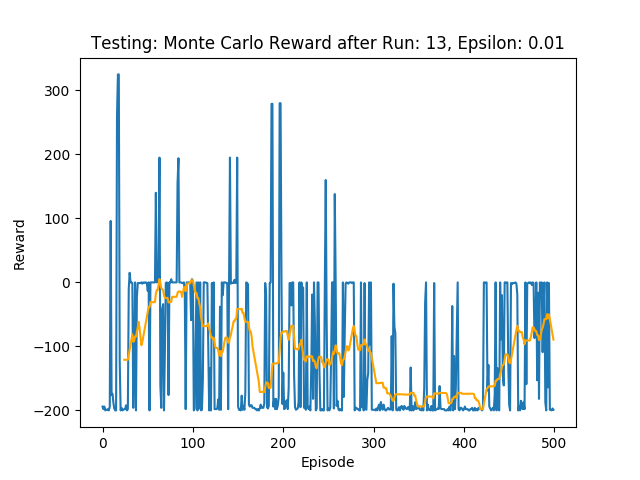 Testing: Monte Carlo Reward after Run: 13, Epsilon: 0.01
300
200
100
0
−100
−200
Reward
0 100 200 300 400 500
Episode